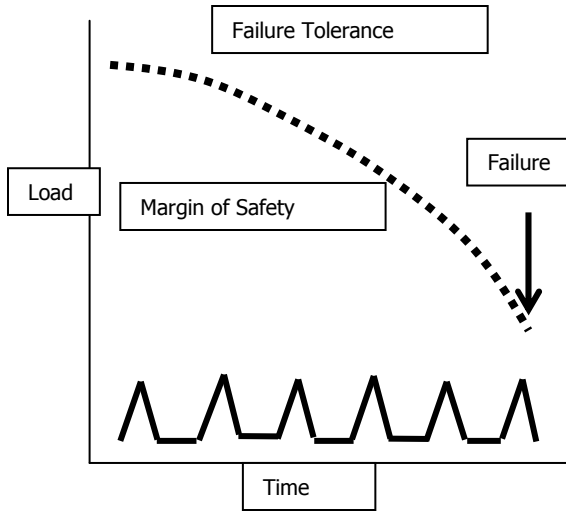 Failure Tolerance
Failure
Load
Margin of Safety
Time